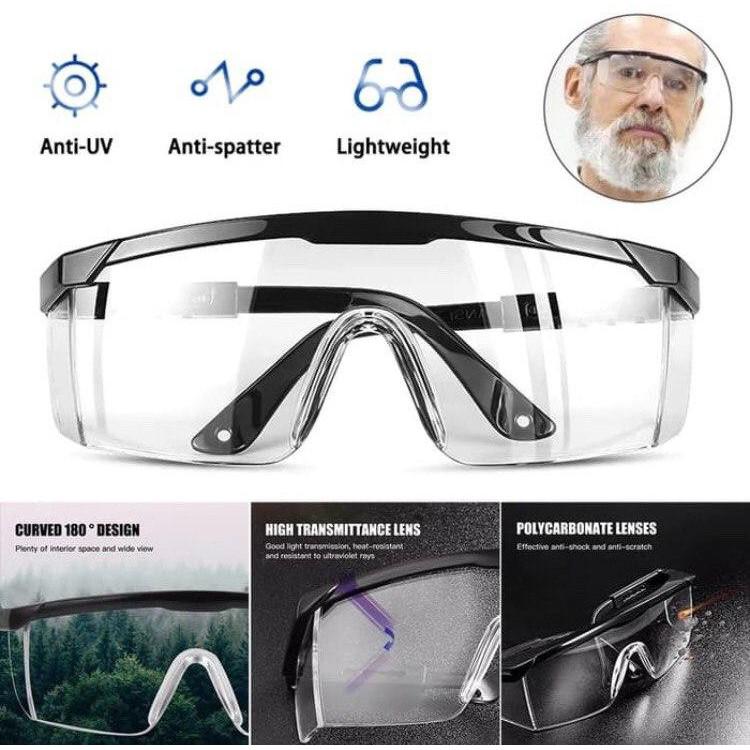 Anti-UV
Anti-spatter
Lightweight
CURVED 180 ° DESIGN
Plenty of interior space and wide view
HIGH TRANSMITTANCE LENS
Good light transmission, heat-resistant
and resistant to ultraviolet rays
POLYCARBONATE LENSES
Effective anti-shock and anti-scratch